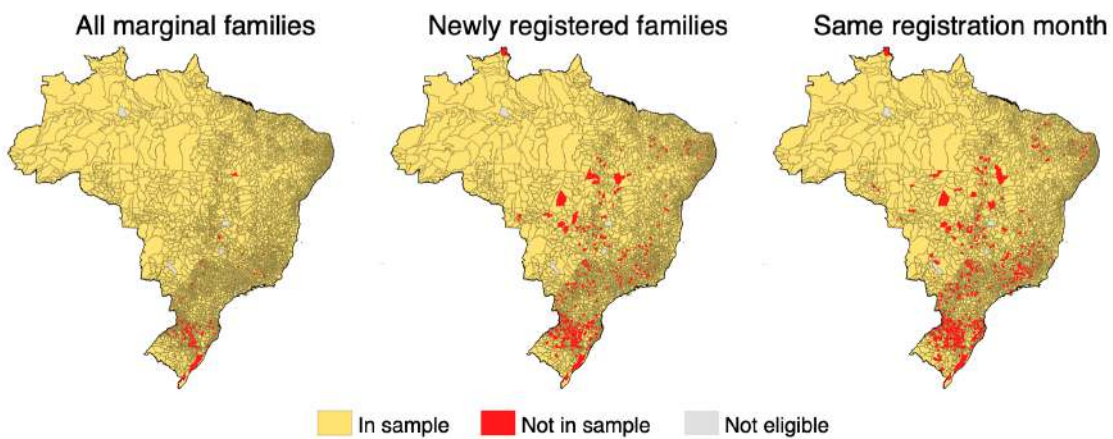 All marginal families
Newly registered families
Same registration month
In sample
Not in sample
Not eligible